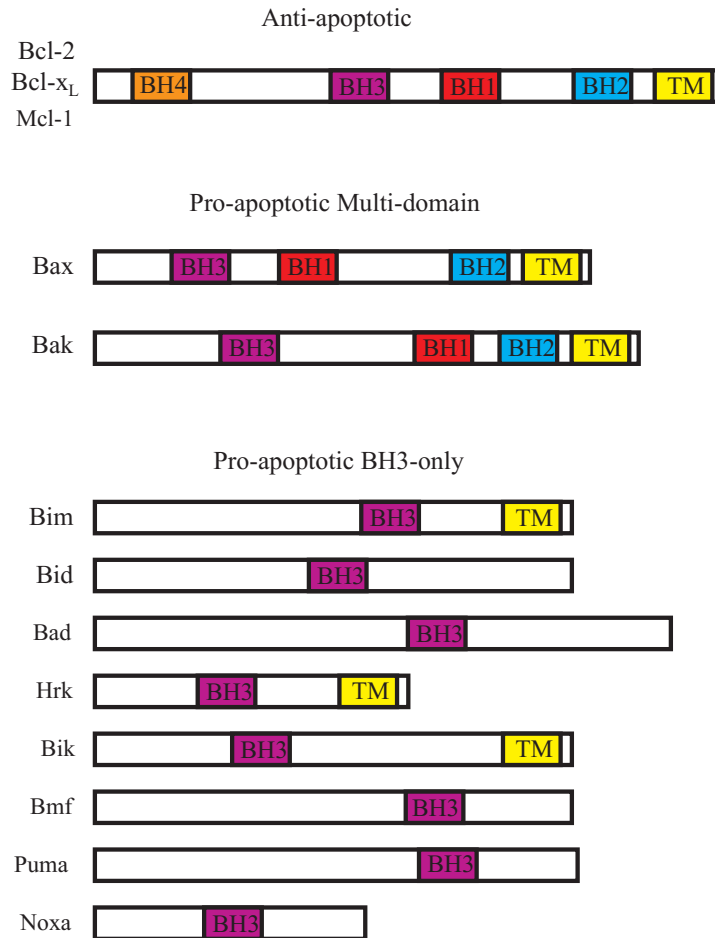 Anti-apoptotic
Bcl-2
Bcl-xL BH4 BH3 BH1 BH2 TM
Mcl-1
Pro-apoptotic Multi-domain
Bax BH3 BH1 BH2 TM
Bak BH3 BH1 BH2 TM
Pro-apoptotic BH3-only
Bim BH3 TM
Bid BH3
Bad BH3
Hrk BH3 TM
Bik BH3 TM
Bmf BH3
Puma BH3
Noxa BH3